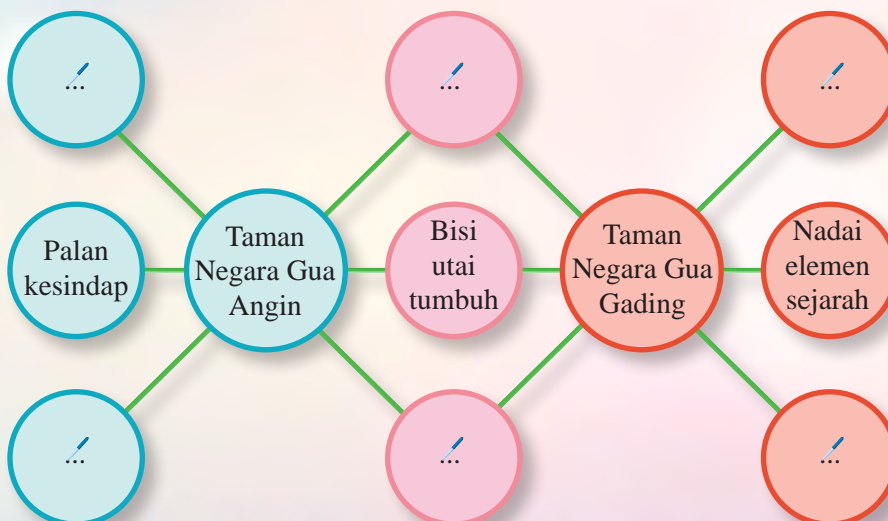 ...
...
...
Palan
kesindap
Taman
Negara Gua
Angin
Bisi
utai
tumbuh
Taman
Negara Gua
Gading
Nadai
elemen
sejarah
...
...
...